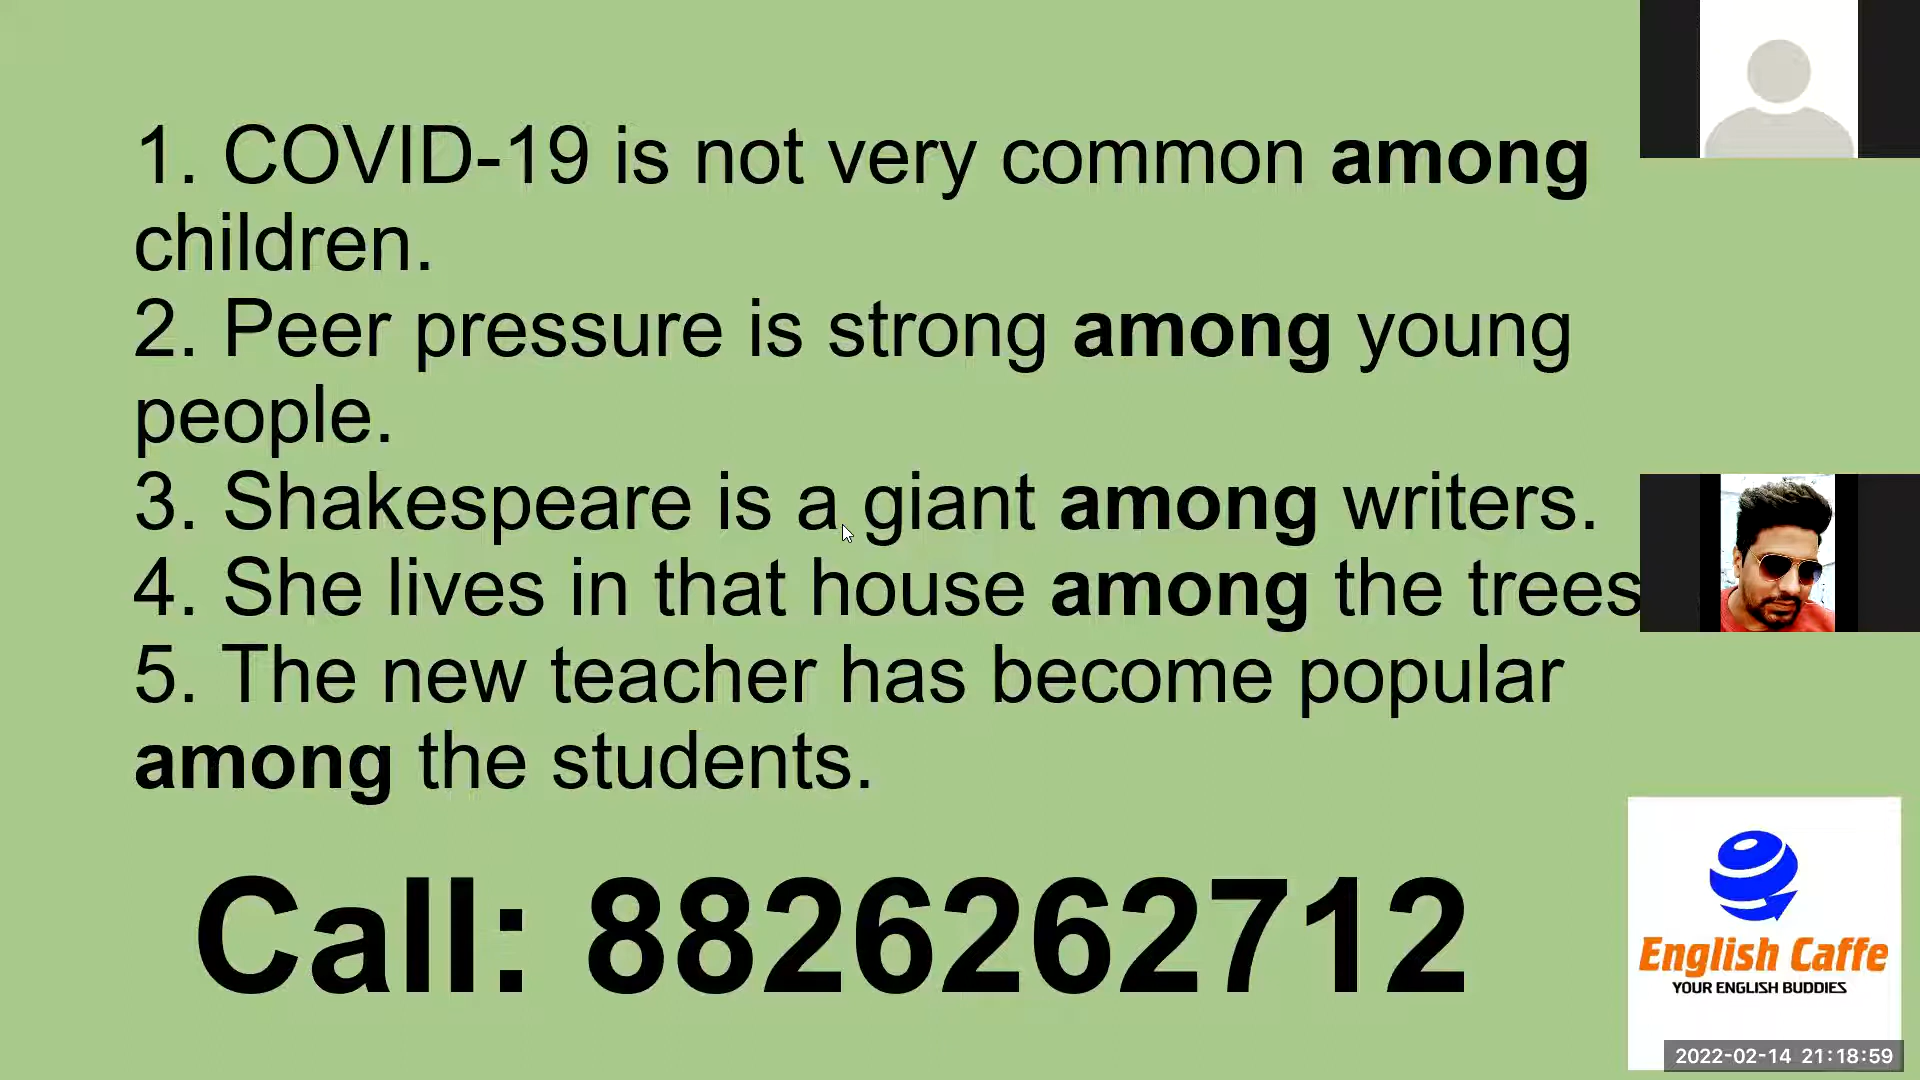 1. COVID-19 is not very common among
children.
2. Peer pressure is strong among young
people.
3. Shakespeare is a giant among writers.
4. She lives in that house among the trees
5. The new teacher has become popular
among the students.
Call: 8826262712
English Caffe
YOUR ENGLISH BUDDIES
2022-02-14 21:18:59